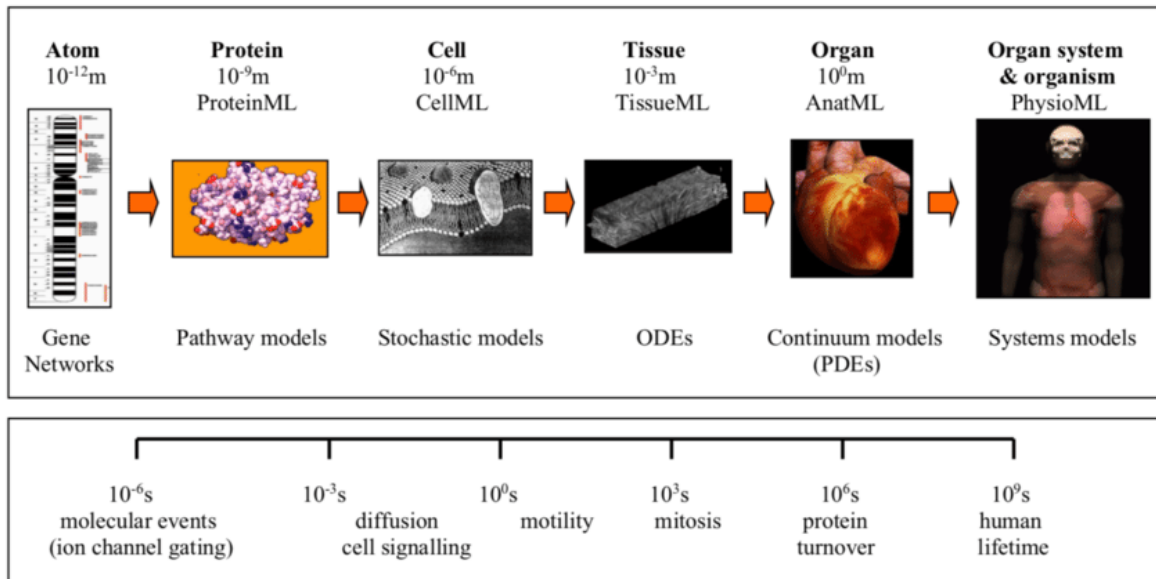 Atom
10⁻¹²m
Protein
10⁻⁹m
ProteinML
Cell
10⁻⁶m
CellML
Tissue
10⁻³m
TissueML
Organ
10⁰m
AnatML
Organ system
& organism
PhysioML
Gene
Networks
Pathway models
Stochastic models
ODEs
Continuum models
(PDEs)
Systems models
10⁻⁶s
molecular events
(ion channel gating)
10⁻³s
diffusion
cell signalling
10⁰s
motility
10³s
mitosis
10⁶s
protein
turnover
10⁹s
human
lifetime